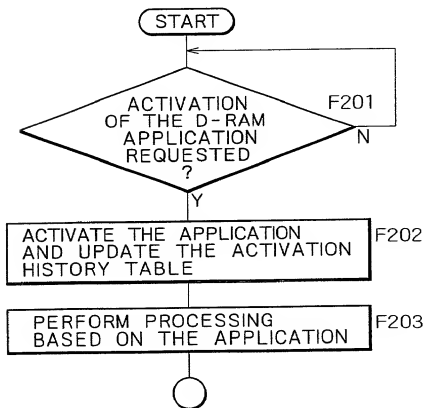 START
ACTIVATION
OF THE D-RAM
APPLICATION
REQUESTED
?
F201
N
Y
ACTIVATE THE APPLICATION
AND UPDATE THE ACTIVATION
HISTORY TABLE
F202
PERFORM PROCESSING
BASED ON THE APPLICATION
F203